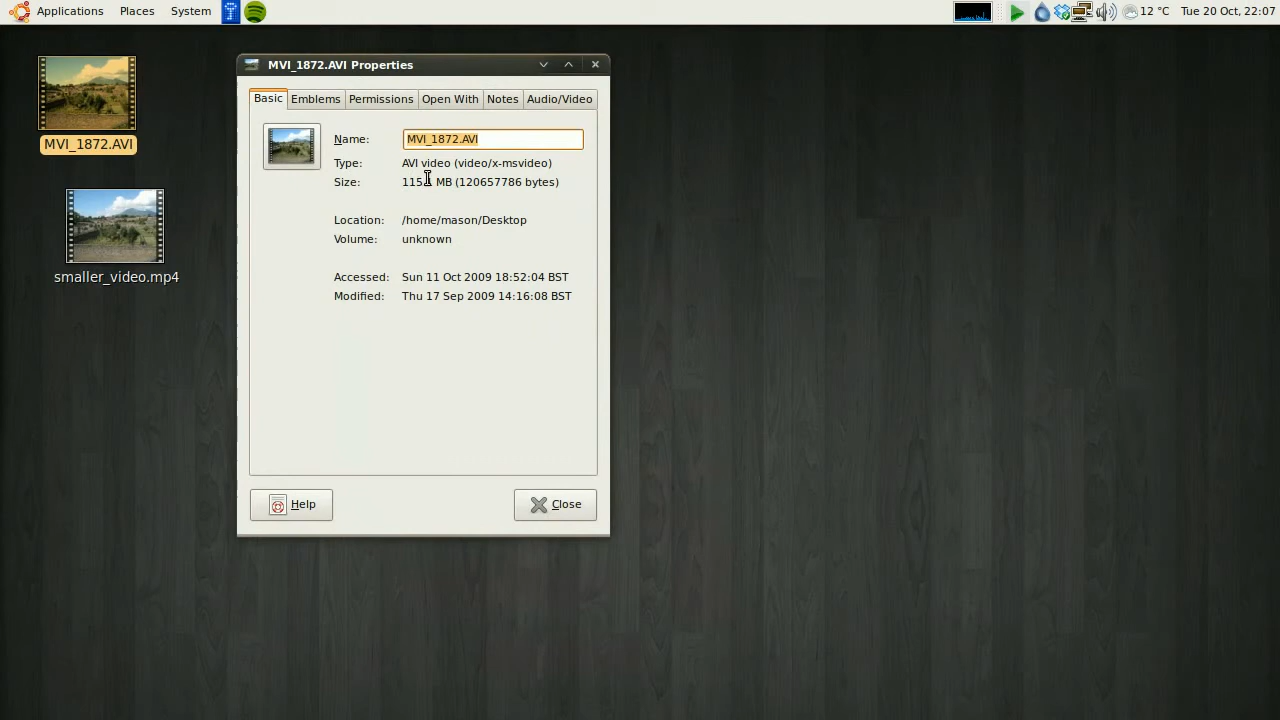 Applications Places System 12 °C Tue 20 Oct, 22:07
MVI_1872.AVI
smaller_video.mp4
MVI_1872.AVI Properties
Basic Emblems Permissions Open With Notes Audio/Video
Name: MVI_1872.AVI
Type: AVI video (video/x-msvideo)
Size: MB (120657786 bytes)
Location: /home/mason/Desktop
Volume: unknown
Accessed: Sun 11 Oct 2009 18:52:04 BST
Modified: Thu 17 Sep 2009 14:16:08 BST
Help Close